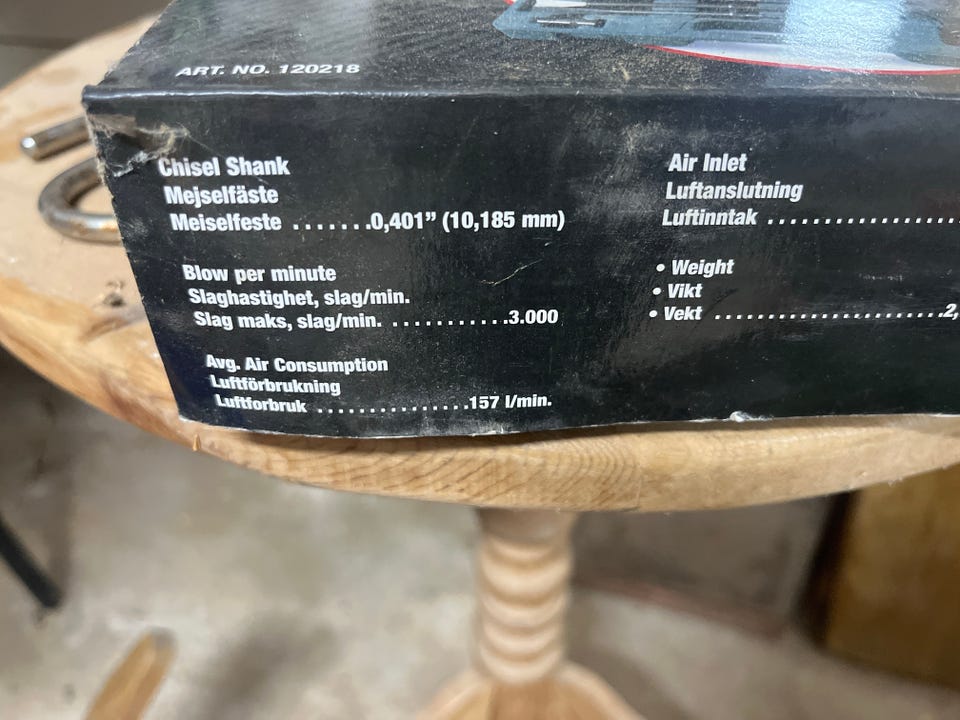 ART. NO. 120218
Chisel Shank
Mejselfäste
Meiselfeste .......0,401” (10,185 mm)
Blow per minute
Slaghastighet, slag/min.
Slag maks, slag/min. ...........3.000
Avg. Air Consumption
Luftförbrukning
Luftforbruk ...............157 l/min.
Air Inlet
Luftanslutning
Luftinntak ..................
• Weight
• Vikt
• Vekt ......................2,